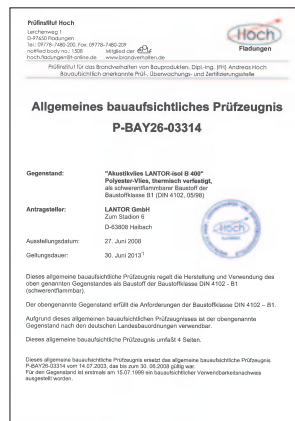 Prüfinstitut Hoch
Lerchenweg 1
D-97650 Fladungen
Tel.: 09778-7480-200, Fax: 09778-7480-209
notified body no.: 1508 Mitglied der
hoch.fladungen@t-online.de www.brandverhalten.de
Hoch
Fladungen
Prüfinstitut für das Brandverhalten von Bauprodukten, Dipl.-Ing. (FH) Andreas Hoch
Bauaufsichtlich anerkannte Prüf-, Überwachungs- und Zertifizierungsstelle
Allgemeines bauaufsichtliches Prüfzeugnis
P-BAY26-03314
Gegenstand: "Akustikvlies LANTOR-isol B 400"
Polyester-Vlies, thermisch verfestigt,
als schwerentflammbarer Baustoff der
Baustoffklasse B1 (DIN 4102, 05/98)
Antragsteller: LANTOR GmbH
Zum Stadion 6
D-63808 Haibach
Ausstellungsdatum: 27. Juni 2008
Geltungsdauer: 30. Juni 2013
Dieses allgemeine bauaufsichtliche Prüfzeugnis regelt die Herstellung und Verwendung des
oben genannten Gegenstandes als Baustoff der Baustoffklasse DIN 4102 - B1
(schwerentflammbar).
Der obengenannte Gegenstand erfüllt die Anforderungen der Baustoffklasse DIN 4102 – B1.
Aufgrund dieses allgemeinen bauaufsichtlichen Prüfzeugnisses ist der obengenannte
Gegenstand nach den deutschen Landesbauordnungen verwendbar.
Dieses allgemeine bauaufsichtliche Prüfzeugnis umfaßt 4 Seiten.
Dieses allgemeine bauaufsichtliche Prüfzeugnis ersetzt das allgemeine bauaufsichtliche Prüfzeugnis
P-BAY26-03314 vom 14.07.2003, das bis zum 30. 06.2008 gültig war.
Für den Gegenstand ist erstmals am 15.07.1999 ein bauaufsichtlicher Verwendbarkeitsnachweis
ausgestellt worden.